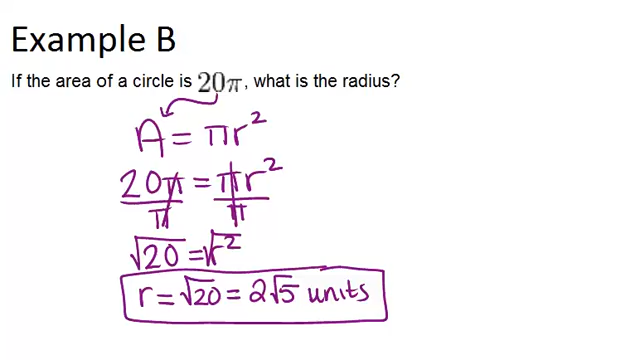 Example B
If the area of a circle is 20π, what is the radius?
A = πr²
20π = πr²
π π
√20 = √r²
r = √20 = 2√5 units